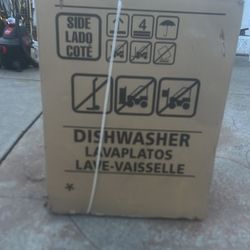 SIDE
LADO
COTÉ
4
DISHWASHER
LAVAPLATOS
LAVE-VAISSELLE